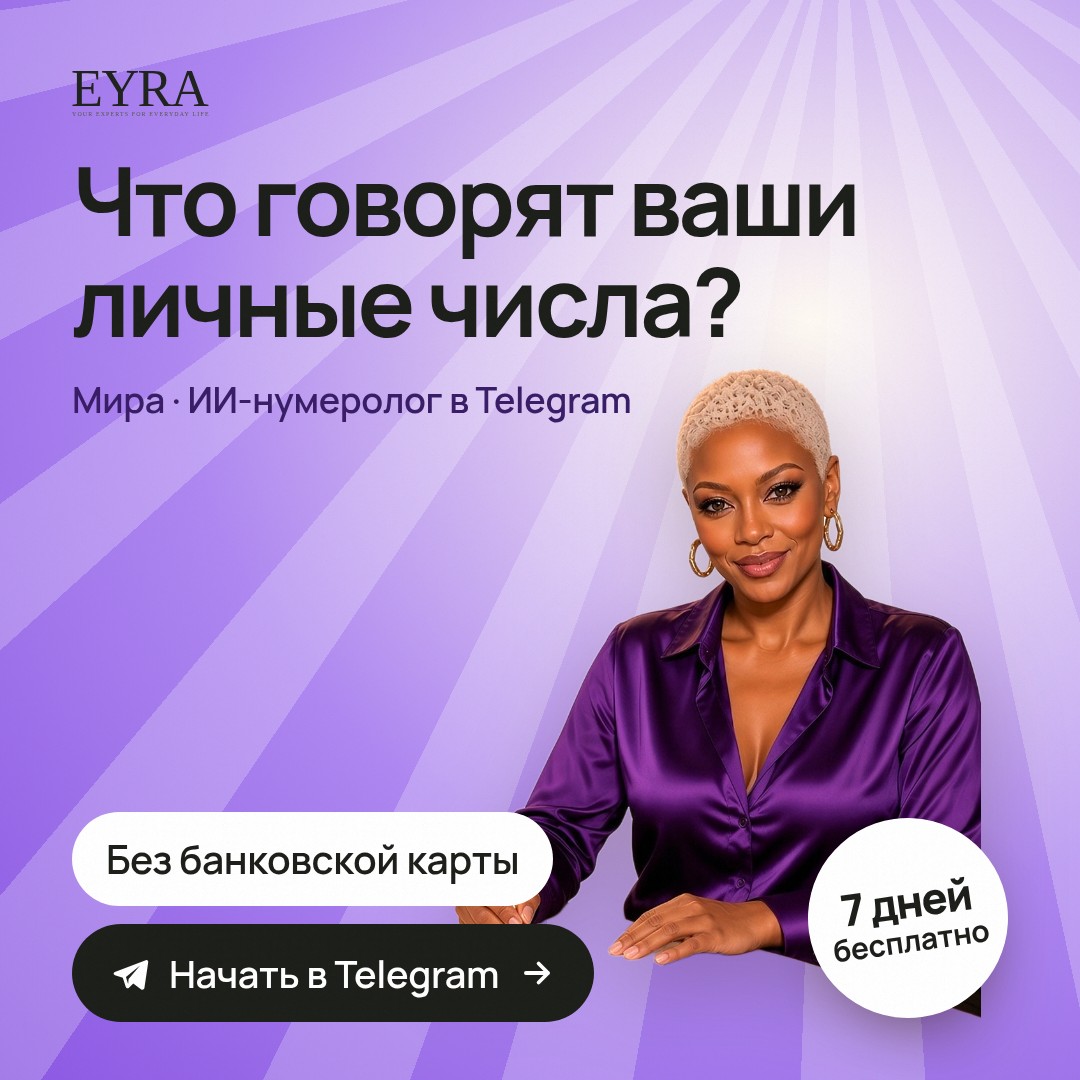 EYRA
YOUR EXPERTS FOR EVERYDAY LIFE
Что говорят ваши
личные числа?
Мира · ИИ-нумеролог в Telegram
Без банковской карты
Начать в Telegram →
7 дней
бесплатно